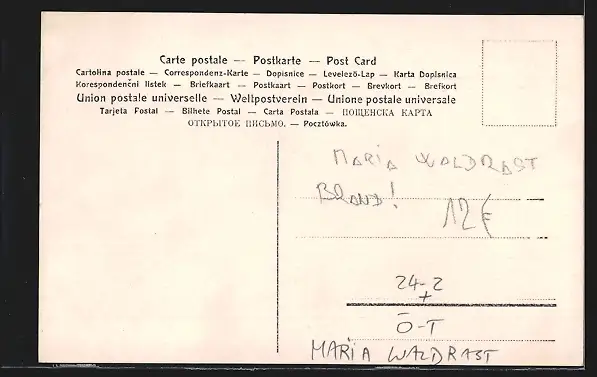 Carte postale — Postkarte — Post Card
Cartolina postale — Correspondenz-Karte — Dopisnice — Levelező-Lap — Karta Dopisnica
Korespondenční listek — Briefkaart — Postkaart — Postkort — Brevkort — Brefkort
Union postale universelle — Weltpostverein — Unione postale universale
Tarjeta Postal — Bilhete Postal — Carta Postala — ПОЩЕНСКА КАРТА
ОТКРЫТОЕ ПИСЬМО. — Pocztówka.
MARIA WALDRAST
BRAND!
12€
24-2
+
Ö-T
MARIA WALDRAST